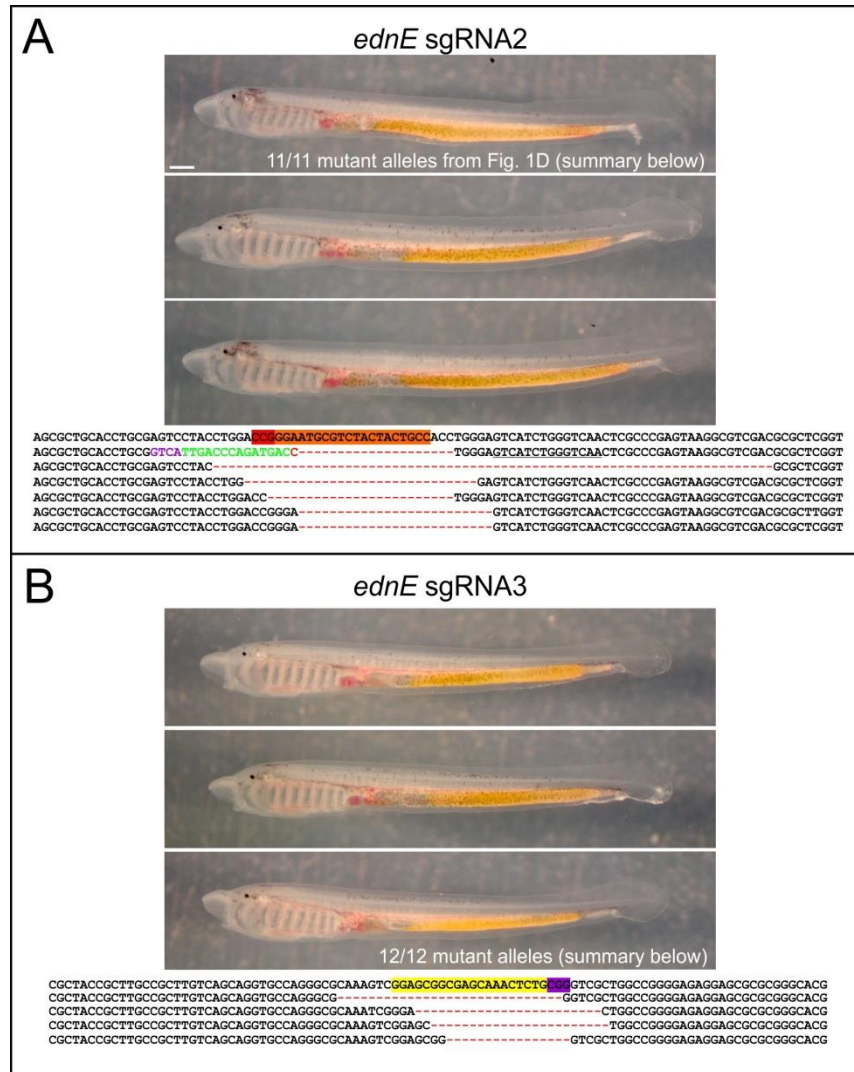 A
ednE sgRNA2
11/11 mutant alleles from Fig. 1D (summary below)
AGCGCTGCACCTGCGAGTCCTACCTGGACCGGGAATGCGTCTACTACTGCCACCTGGGAGTCATCTGGGTCAACTCGCCCGAGTAAGGCGTCGACGCGCTCGGT
AGCGCTGCACCTGCGGTCATTGACCCAGATGACC--------------------TGGGAGTCATCTGGGTCAACTCGCCCGAGTAAGGCGTCGACGCGCTCGGT
AGCGCTGCACCTGCGAGTCCTAC------------------------------------------------------------------------GCGCTCGGT
AGCGCTGCACCTGCGAGTCCTACCTGG------------------------------GAGTCATCTGGGTCAACTCGCCCGAGTAAGGCGTCGACGCGCTCGGT
AGCGCTGCACCTGCGAGTCCTACCTGGACC------------------------TGGGAGTCATCTGGGTCAACTCGCCCGAGTAAGGCGTCGACGCGCTCGGT
AGCGCTGCACCTGCGAGTCCTACCTGGACCGGGA-------------------------GTCATCTGGGTCAACTCGCCCGAGTAAGGCGTCGACGCGCTTGGT
AGCGCTGCACCTGCGAGTCCTACCTGGACCGGGA-------------------------GTCATCTGGGTCAACTCGCCCGAGTAAGGCGTCGACGCGCTCGGT
B
ednE sgRNA3
12/12 mutant alleles (summary below)
CGCTACCGCTTGCCGCTTGTCAGCAGGTGCCAGGGCGCAAAGTCGGAGCGGCGAGCAAACTCTGCGGGTCGCTGGCCGGGGAGAGGAGCGCGCGGGCACG
CGCTACCGCTTGCCGCTTGTCAGCAGGTGCCAGGGCG-----------------------------GGTCGCTGGCCGGGGAGAGGAGCGCGCGGGCACG
CGCTACCGCTTGCCGCTTGTCAGCAGGTGCCAGGGCGCAAATCGGGA------------------------CTGGCCGGGGAGAGGAGCGCGCGGGCACG
CGCTACCGCTTGCCGCTTGTCAGCAGGTGCCAGGGCGCAAAGTCGGAGC-----------------------TGGCCGGGGAGAGGAGCGCGCGGGCACG
CGCTACCGCTTGCCGCTTGTCAGCAGGTGCCAGGGCGCAAAGTCGGAGCGG----------------GTCGCTGGCCGGGGAGAGGAGCGCGCGGGCACG